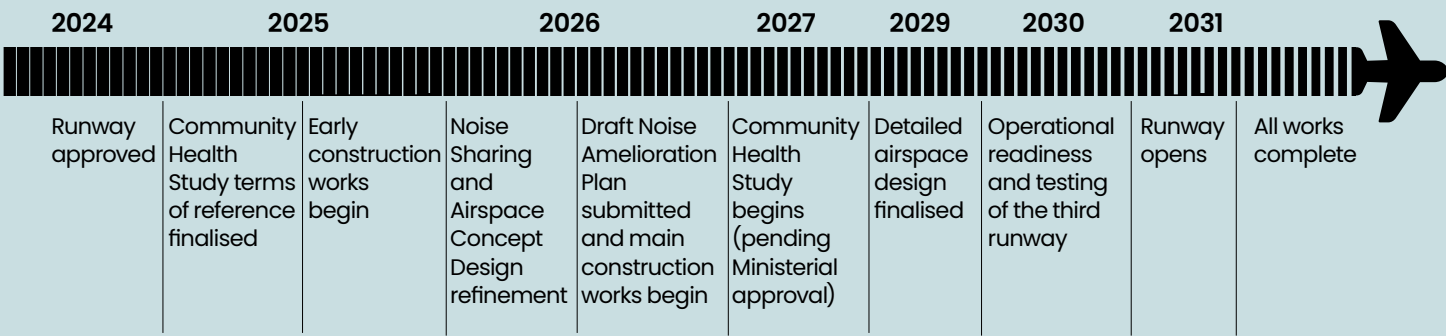 2024
2025
2026
2027
2029
2030
2031
Runway
approved
Community
Health
Study terms
of reference
finalised
Early
construction
works
begin
Noise
Sharing
and
Airspace
Concept
Design
refinement
Draft Noise
Amelioration
Plan
submitted
and main
construction
works begin
Community
Health
Study
begins
(pending
Ministerial
approval)
Detailed
airspace
design
finalised
Operational
readiness
and testing
of the third
runway
Runway
opens
All works
complete